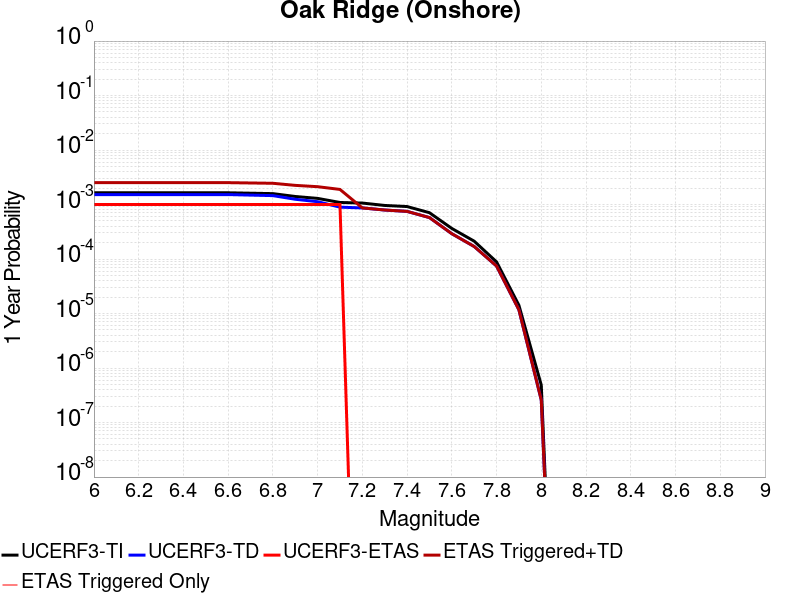 Oak Ridge (Onshore)
10^0
10^-1
10^-2
10^-3
10^-4
10^-5
10^-6
10^-7
10^-8
1 Year Probability
6 6.2 6.4 6.6 6.8 7 7.2 7.4 7.6 7.8 8 8.2 8.4 8.6 8.8 9
Magnitude
UCERF3-TI UCERF3-TD UCERF3-ETAS ETAS Triggered+TD
ETAS Triggered Only